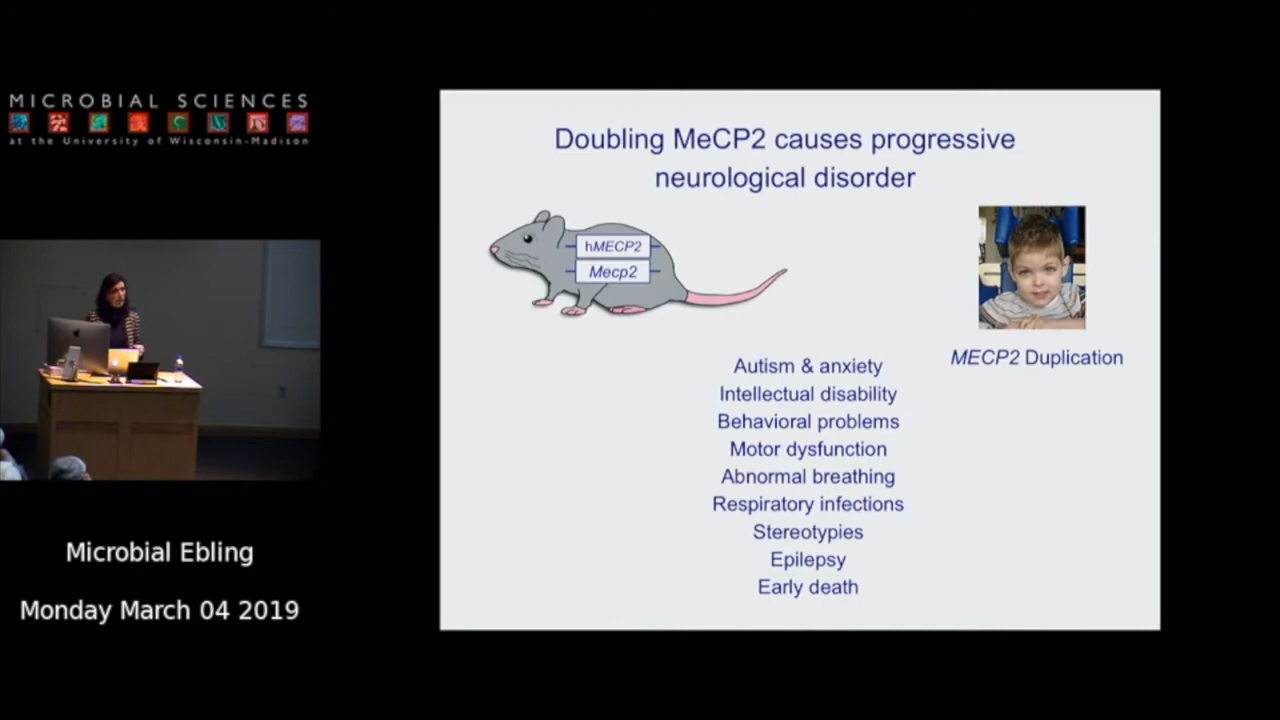 MICROBIAL SCIENCES
at the University of Wisconsin-Madison
Microbial Ebling
Monday March 04 2019
Doubling MeCP2 causes progressive
neurological disorder
hMECP2
Mecp2
MECP2 Duplication
Autism & anxiety
Intellectual disability
Behavioral problems
Motor dysfunction
Abnormal breathing
Respiratory infections
Stereotypies
Epilepsy
Early death